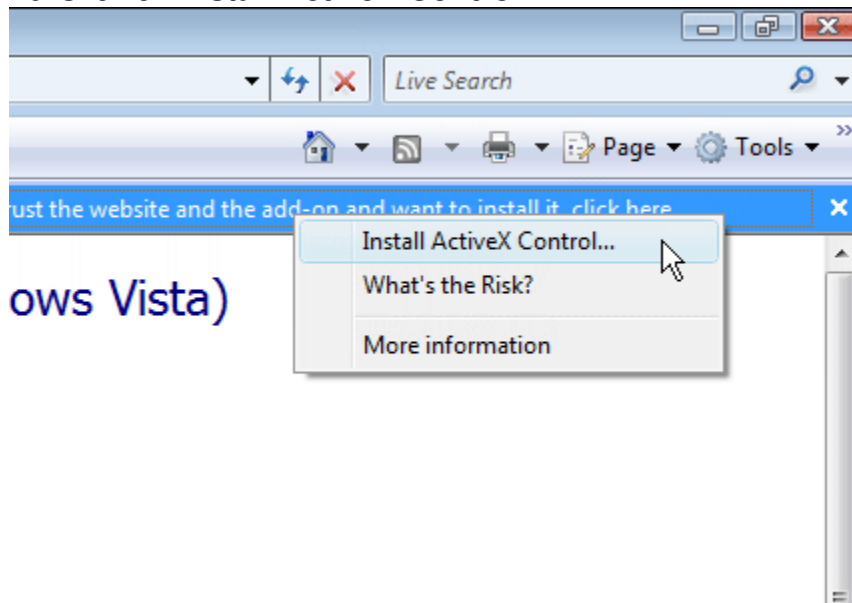 Live Search
Page Tools »
rust the website and the add-on and want to install it, click here
Install ActiveX Control...
ows Vista)
What's the Risk?
More information